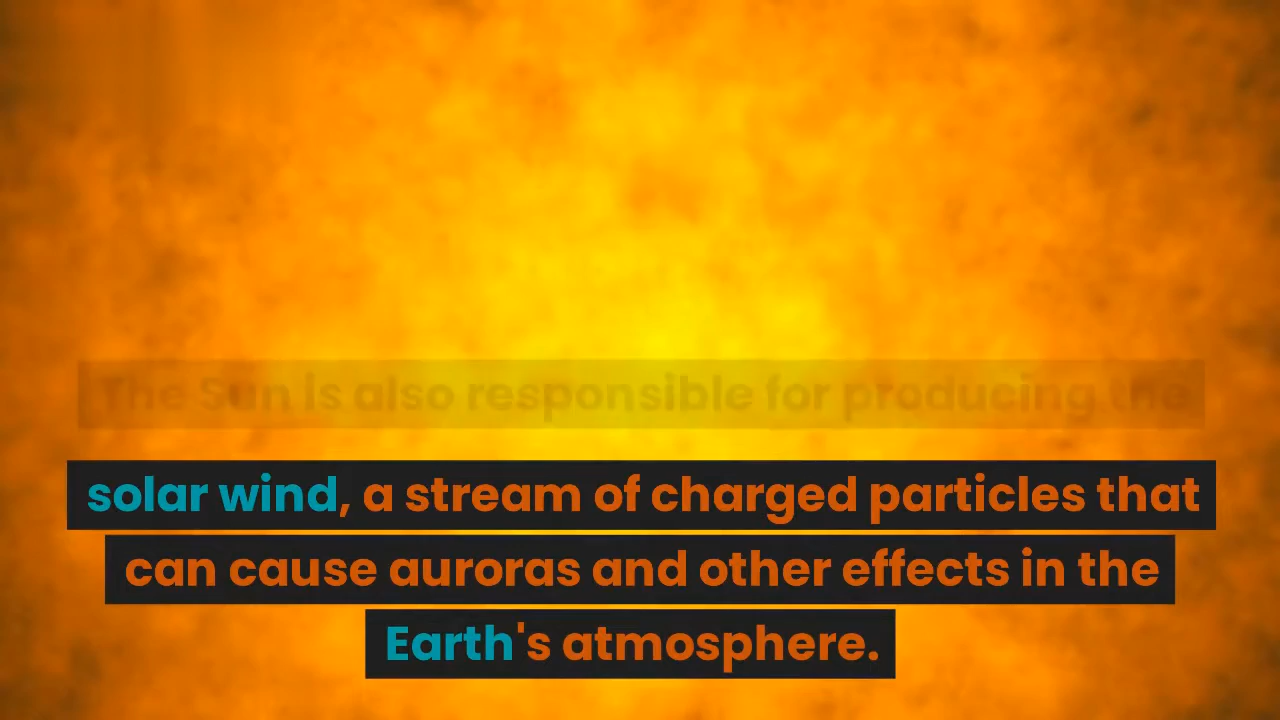 The Sun is also responsible for producing the
solar wind, a stream of charged particles that
can cause auroras and other effects in the
Earth's atmosphere.